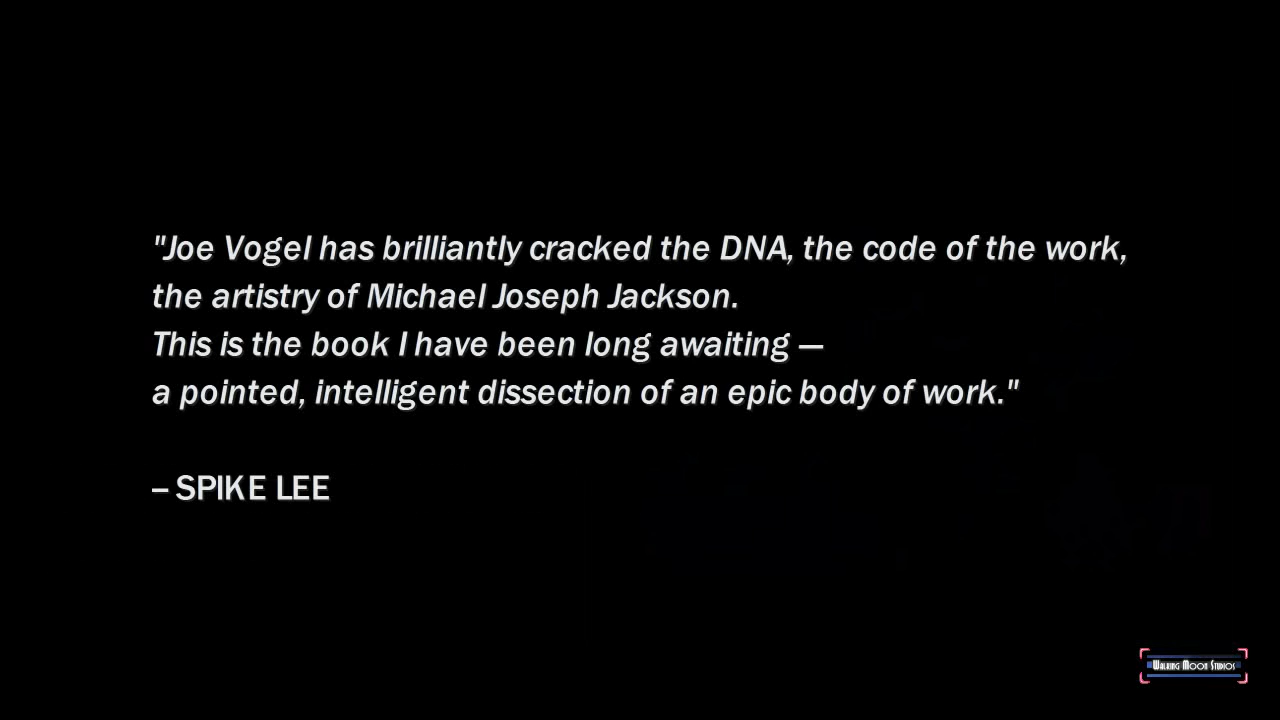 "Joe Vogel has brilliantly cracked the DNA, the code of the work,
the artistry of Michael Joseph Jackson.
This is the book I have been long awaiting —
a pointed, intelligent dissection of an epic body of work."
– SPIKE LEE
Walking Moon Studios